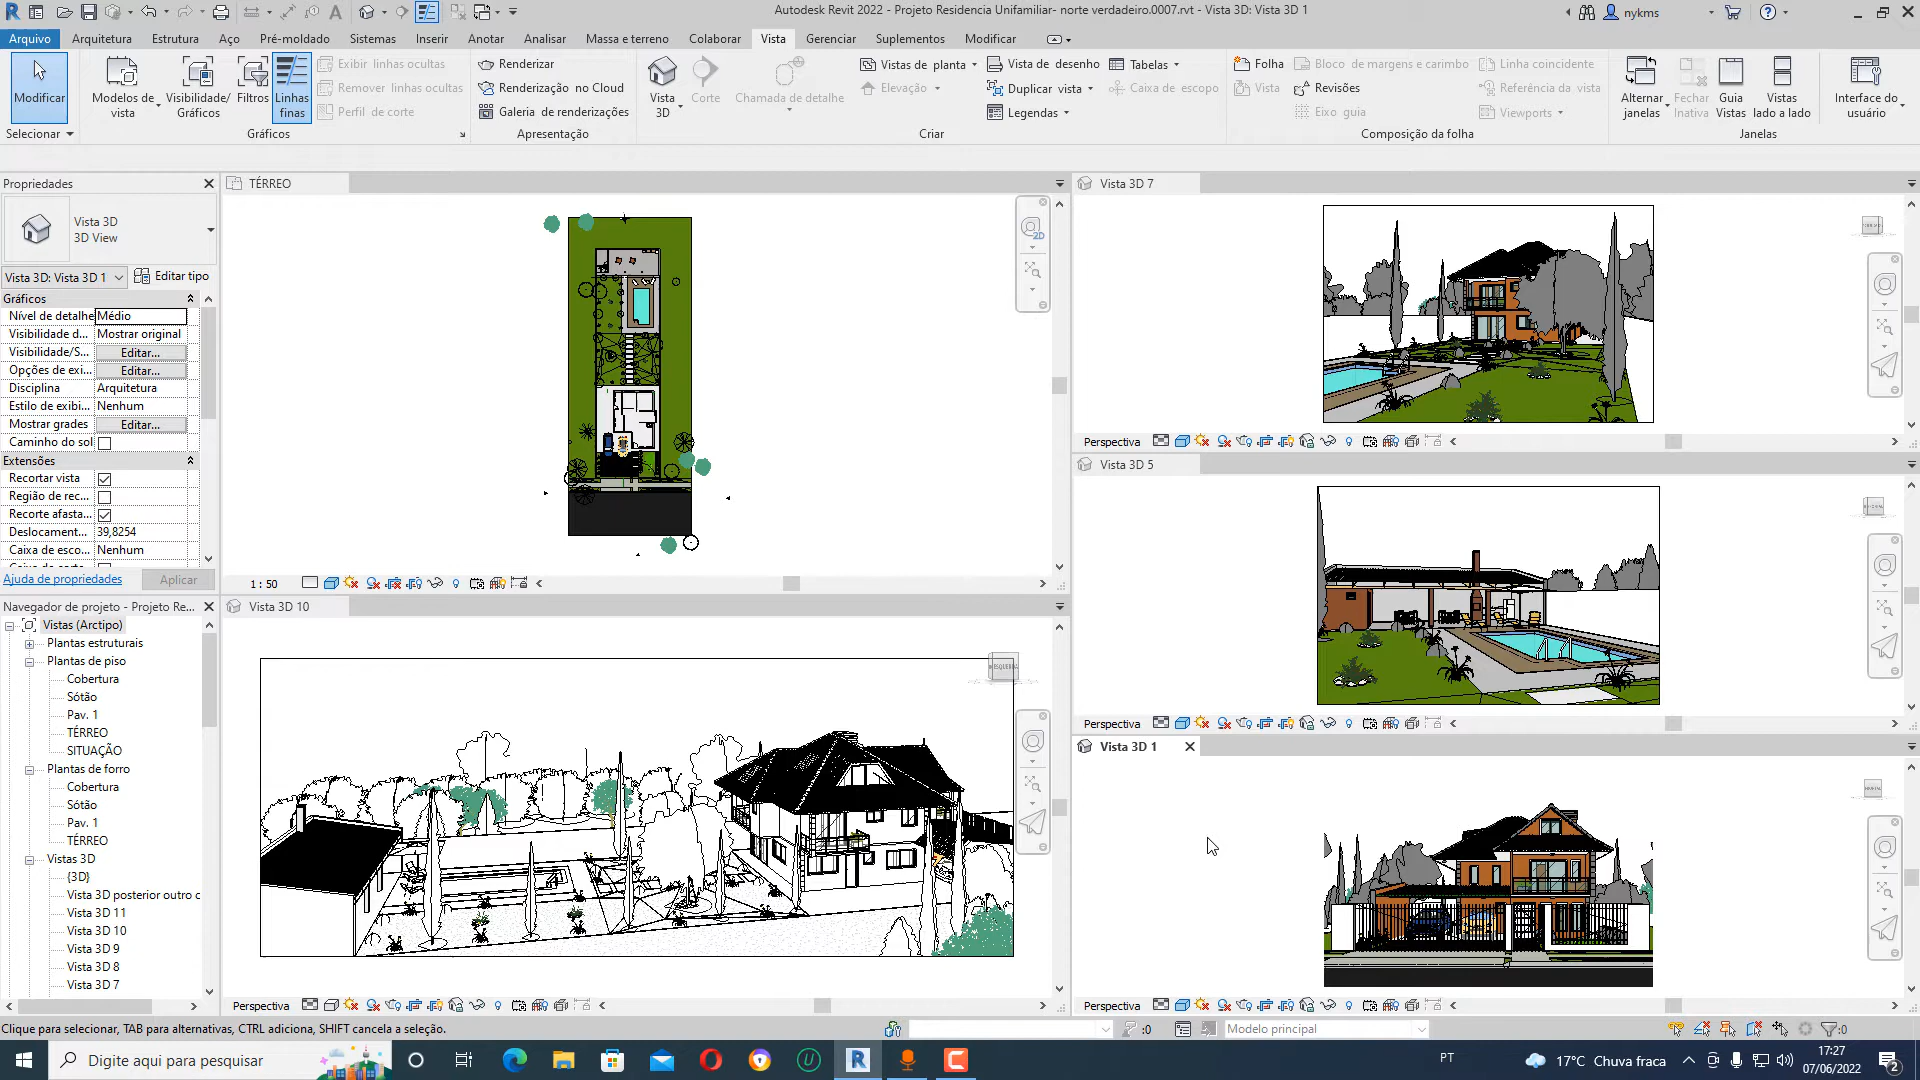 Autodesk Revit 2022 - Projeto Residencia Unifamiliar- norte verdadeiro.0007.rvt - Vista 3D: Vista 3D 1
nykms
Arquivo Arquitetura Estrutura Aço Pré-moldado Sistemas Inserir Anotar Analisar Massa e terreno Colaborar Vista Gerenciar Suplementos Modificar
Modificar
Modelos de vista
Visibilidade/ Gráficos
Filtros
Linhas finas
Exibir linhas ocultas
Remover linhas ocultas
Perfil de corte
Renderizar
Renderização no Cloud
Galeria de renderizações
Vista 3D
Corte
Chamada de detalhe
Vistas de planta
Elevação
Vista de desenho
Duplicar vista
Legendas
Tabelas
Caixa de escopo
Folha
Vista
Bloco de margens e carimbo
Revisões
Eixo guia
Linha coincidente
Referência da vista
Viewports
Alternar janelas
Fechar Inativa
Guia Vistas
Vistas lado a lado
Interface do usuário
Selecionar
Gráficos
Apresentação
Criar
Composição da folha
Janelas
Propriedades
Vista 3D
3D View
Vista 3D: Vista 3D 1
Editar tipo
Gráficos
Nível de detalhe Médio
Visibilidade d... Mostrar original
Visibilidade/S... Editar...
Opções de exi... Editar...
Disciplina Arquitetura
Estilo de exibi... Nenhum
Mostrar grades Editar...
Caminho do sol
Extensões
Recortar vista
Região de rec...
Recorte afasta...
Deslocament... 39,8254
Caixa de esco... Nenhum
Ajuda de propriedades
Aplicar
Navegador de projeto - Projeto Re...
Vistas (Arctipo)
Plantas estruturais
Plantas de piso
Cobertura
Sótão
Pav. 1
TÉRREO
SITUAÇÃO
Plantas de forro
Cobertura
Sótão
Pav. 1
TÉRREO
Vistas 3D
{3D}
Vista 3D posterior outro c
Vista 3D 11
Vista 3D 10
Vista 3D 9
Vista 3D 8
Vista 3D 7
TÉRREO
2D
1 : 50
Vista 3D 10
Perspectiva
Vista 3D 7
Perspectiva
Vista 3D 5
Perspectiva
Vista 3D 1
Perspectiva
Clique para selecionar, TAB para alternativas, CTRL adiciona, SHIFT cancela a seleção.
:0
Modelo principal
:0
Digite aqui para pesquisar
PT
17°C Chuva fraca
17:27
07/06/2022
2